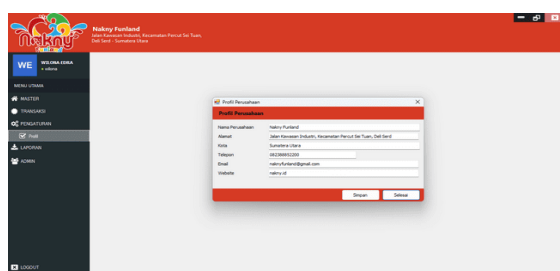 Nakny
Nakny Funland
Jalan Kawasan Industri, Kecamatan Percut Sei Tuan,
Deli Serd - Sumatera Utara
WE
WILONA EDRA
MENU UTAMA
MASTER
TRANSAKSI
PENGATURAN
Profil
LAPORAN
ADMIN
LOGOUT
Profil Perusahaan
Profil Perusahaan
Nama Perusahaan Nakny Funland
Alamat Jalan Kawasan Industri, Kecamatan Percut Sei Tuan, Deli Serd
Kota Sumatera Utara
Telepon
Email naknyfunland@gmail.com
Website nakny.id
Simpan Selesai